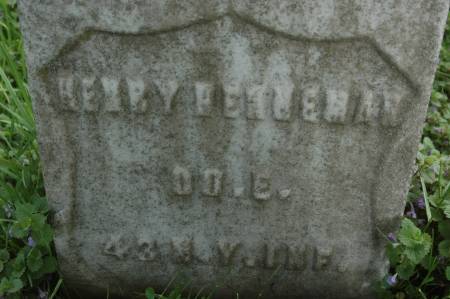 HENRY
CO. E.
43 N. Y. INF.